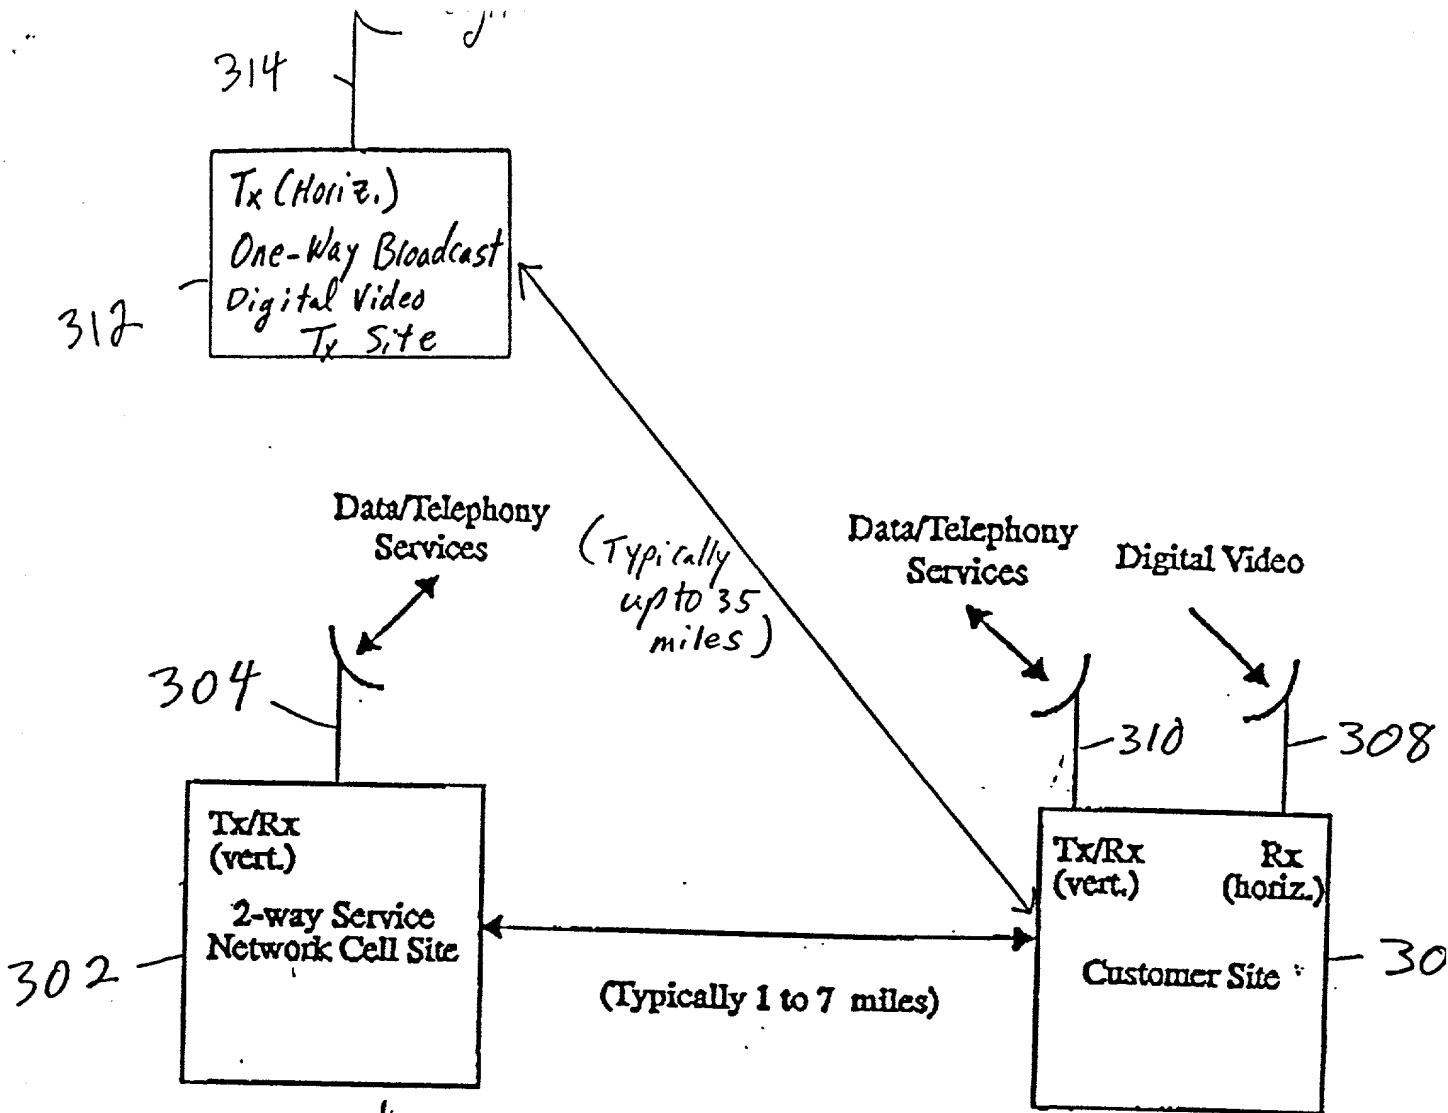 314
Tx (Horiz.)
One-Way Broadcast
Digital Video
Tx Site
312
Data/Telephony
Services
(Typically
up to 35
miles)
Data/Telephony
Services
Digital Video
304
310
308
Tx/Rx
(vert.)
2-way Service
Network Cell Site
302
(Typically 1 to 7 miles)
Tx/Rx
(vert.)
Rx
(horiz.)
Customer Site
30